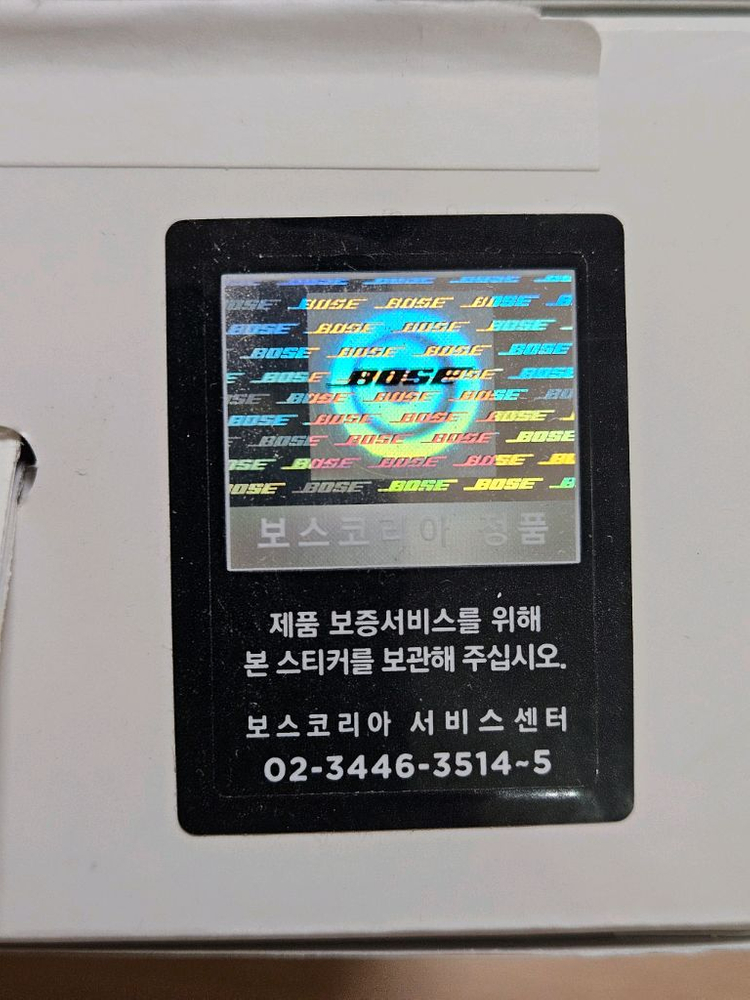 BOSE
보스코리아 정품
제품 보증서비스를 위해
본 스티커를 보관해 주십시오.
보스코리아 서비스센터
02-3446-3514~5